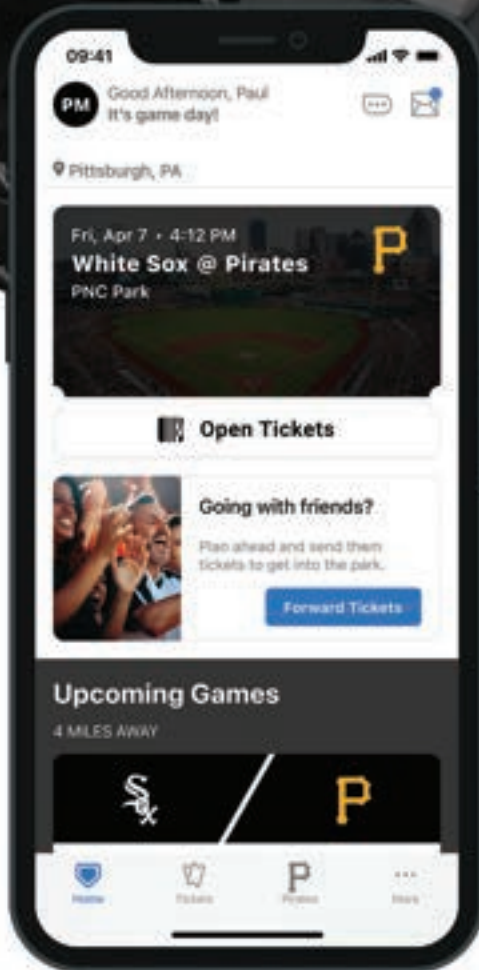 09:41
PM
Good Afternoon, Paul
It's game day!
Pittsburgh, PA
Fri, Apr 7 • 4:12 PM
White Sox @ Pirates
PNC Park
P
Open Tickets
Going with friends?
Plan ahead and send them
tickets to get into the park.
Forward Tickets
Upcoming Games
4 MILES AWAY
Sox P
Home Tickets P Pirates More